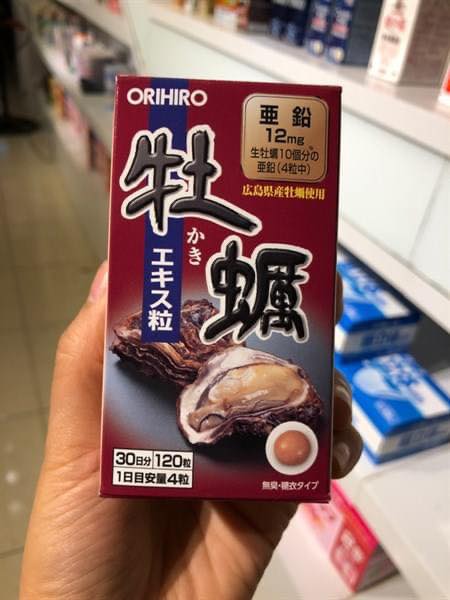 ORIHIRO
亜鉛
12mg
生牡蠣10個分の
亜鉛(4粒中)
広島県産牡蠣使用
牡蠣
かき
エキス粒
30日分 120粒
1日目安量4粒
無臭・糖衣タイプ